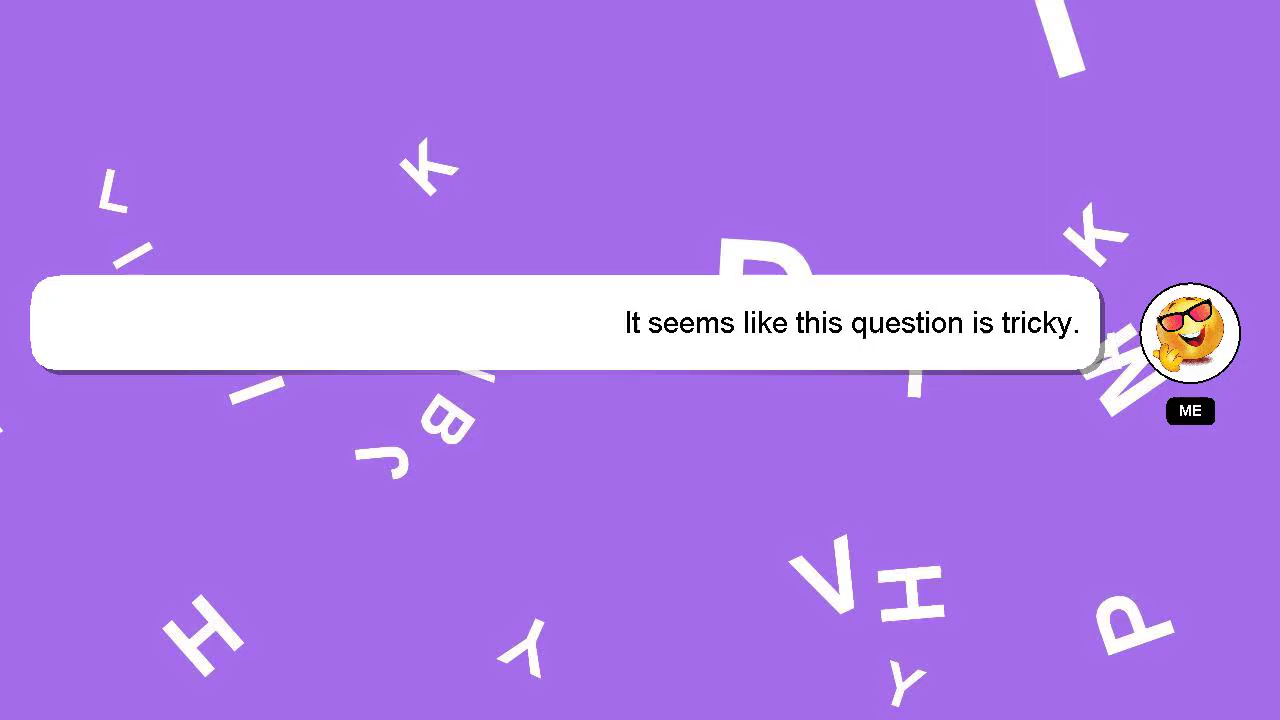 I
K
L
K
I
D
It seems like this question is tricky.
M
I
ME
B
J
V
H
P
H
Y
Y